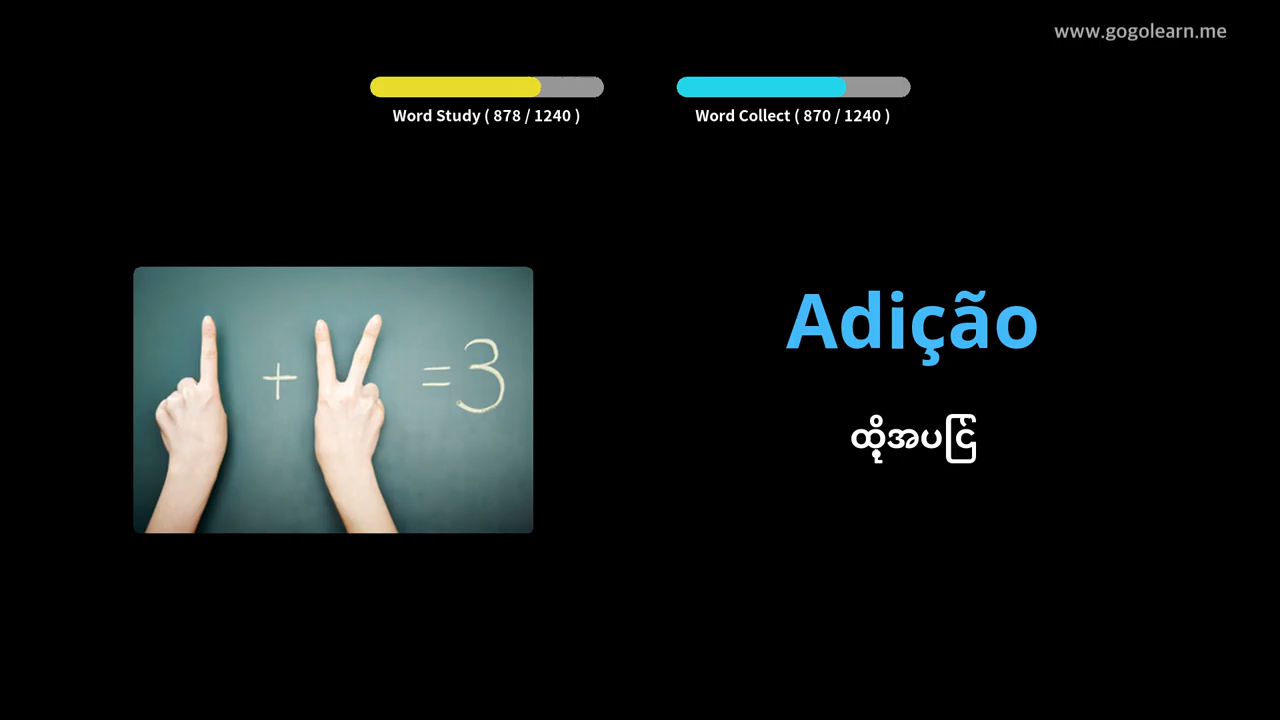 www.gogolearn.me
Word Study ( 878 / 1240 )
Word Collect ( 870 / 1240 )
+ = 3
Adição
ထို့အပြင်